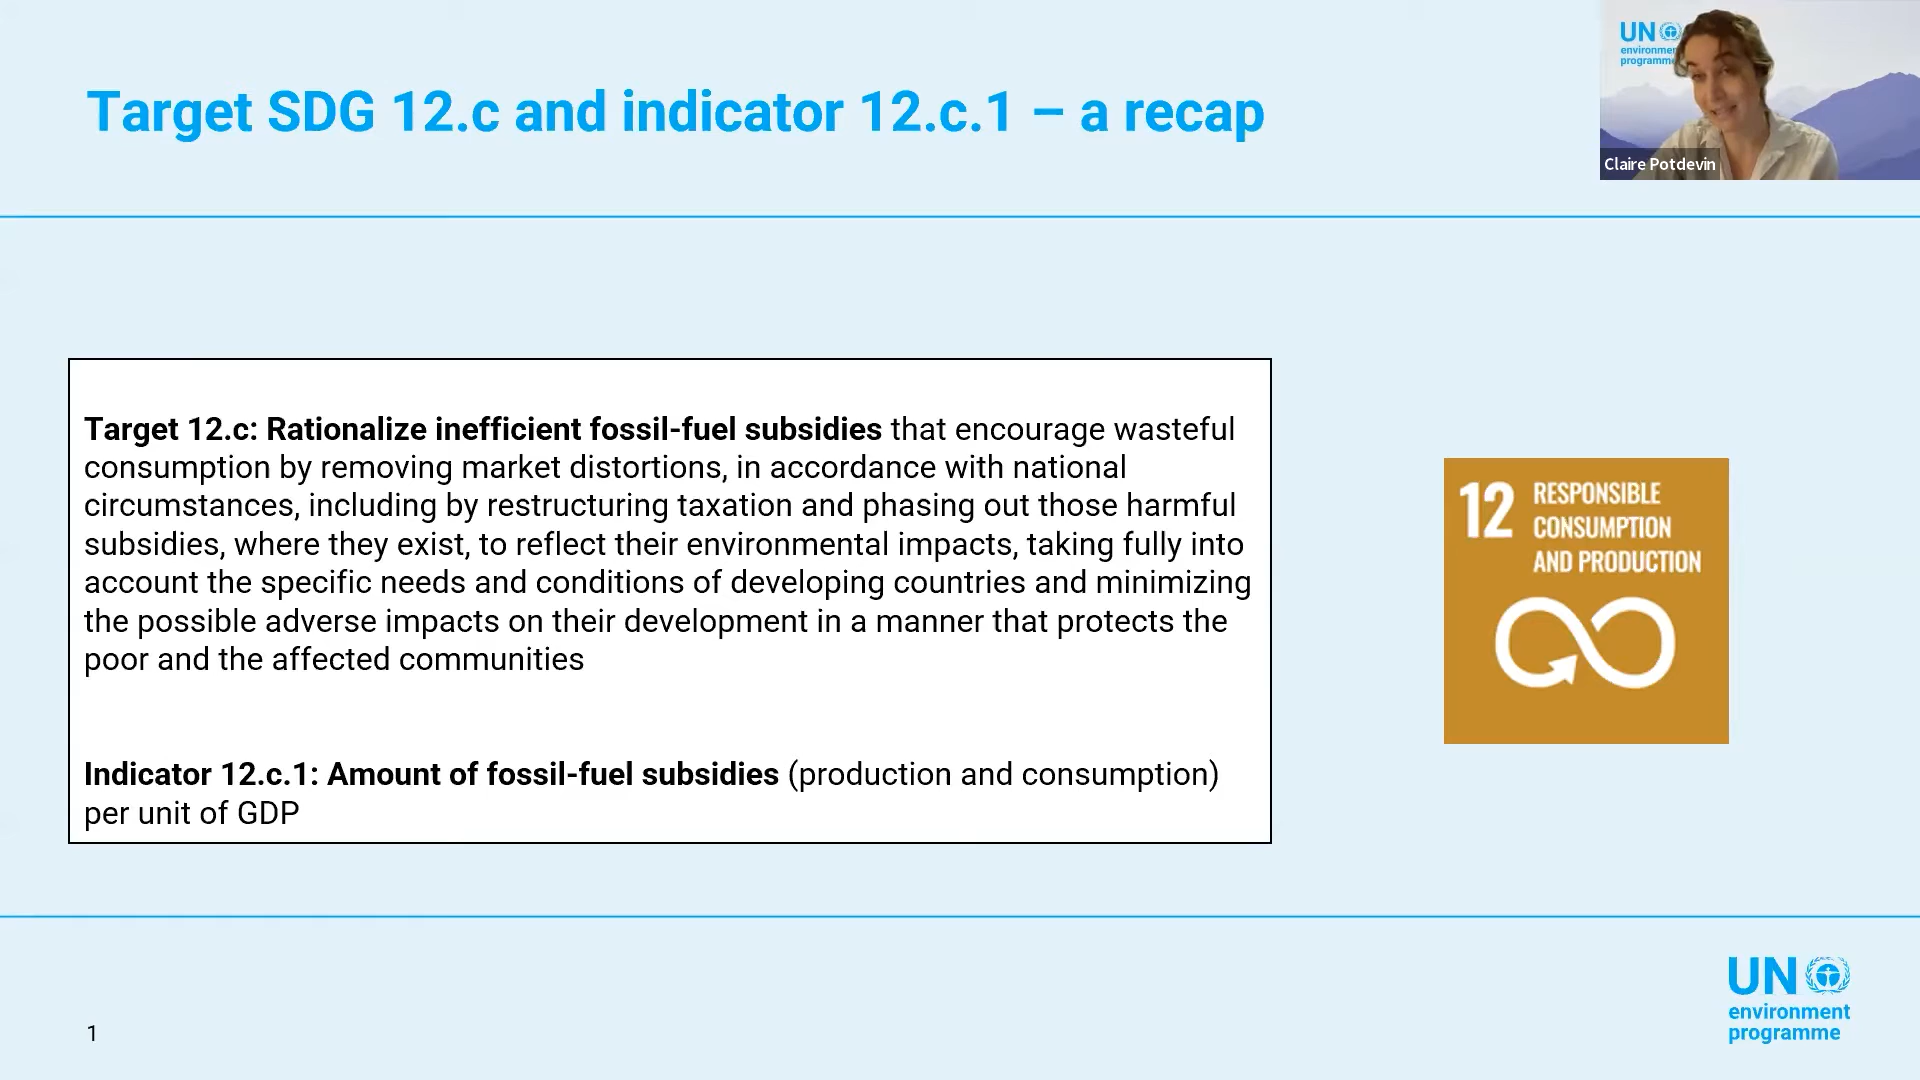 Target SDG 12.c and indicator 12.c.1 – a recap
UN
environment
programme
Claire Potdevin
Target 12.c: Rationalize inefficient fossil-fuel subsidies that encourage wasteful
consumption by removing market distortions, in accordance with national
circumstances, including by restructuring taxation and phasing out those harmful
subsidies, where they exist, to reflect their environmental impacts, taking fully into
account the specific needs and conditions of developing countries and minimizing
the possible adverse impacts on their development in a manner that protects the
poor and the affected communities
Indicator 12.c.1: Amount of fossil-fuel subsidies (production and consumption)
per unit of GDP
12 RESPONSIBLE
CONSUMPTION
AND PRODUCTION
UN
environment
programme
1